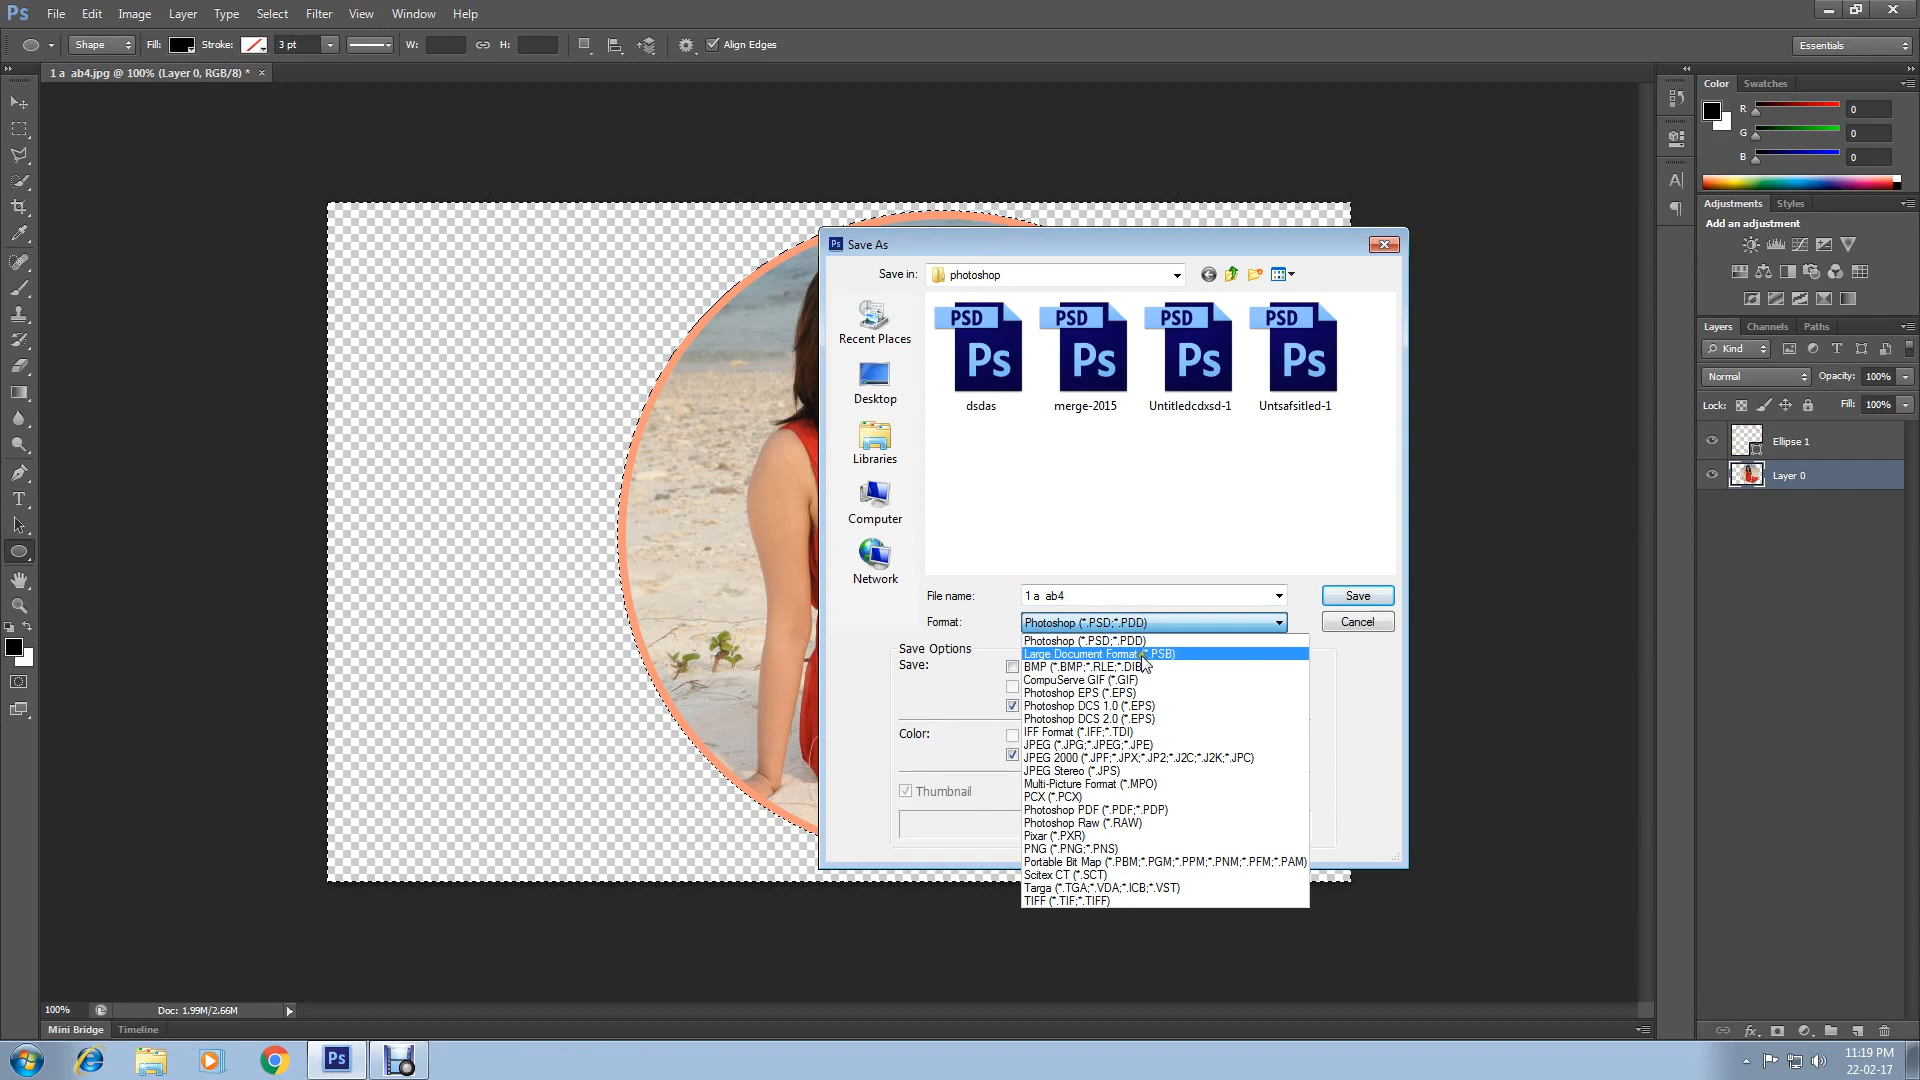 Ps File Edit Image Layer Type Select Filter View Window Help
Shape Fill: Stroke: 3 pt W: H: Align Edges Essentials
1 a ab4.jpg @ 100% (Layer 0, RGB/8) * ×
Color Swatches
R 0
G 0
B 0
Adjustments Styles
Add an adjustment
Layers Channels Paths
Kind
Normal Opacity: 100%
Lock: Fill: 100%
Ellipse 1
Layer 0
Ps Save As
Save in: photoshop
Recent Places
Desktop
Libraries
Computer
Network
PSD PSD PSD PSD
Ps Ps Ps Ps
dsdas merge-2015 Untitledcdxsd-1 Untsafsitled-1
File name: 1 a ab4 Save
Format: Photoshop (*.PSD;*.PDD) Cancel
Save Options
Save:
Color:
Thumbnail
Photoshop (*.PSD;*.PDD)
Large Document Format (*.PSB)
BMP (*.BMP;*.RLE;*.DIB)
CompuServe GIF (*.GIF)
Photoshop EPS (*.EPS)
Photoshop DCS 1.0 (*.EPS)
Photoshop DCS 2.0 (*.EPS)
IFF Format (*.IFF;*.TDI)
JPEG (*.JPG;*.JPEG;*.JPE)
JPEG 2000 (*.JPF;*.JPX;*.JP2;*.J2C;*.J2K;*.JPC)
JPEG Stereo (*.JPS)
Multi-Picture Format (*.MPO)
PCX (*.PCX)
Photoshop PDF (*.PDF;*.PDP)
Photoshop Raw (*.RAW)
Pixar (*.PXR)
PNG (*.PNG;*.PNS)
Portable Bit Map (*.PBM;*.PGM;*.PPM;*.PNM;*.PFM;*.PAM)
Scitex CT (*.SCT)
Targa (*.TGA;*.VDA;*.ICB;*.VST)
TIFF (*.TIF;*.TIFF)
100% Doc: 1.99M/2.66M
Mini Bridge Timeline
Ps
11:19 PM
22-02-17